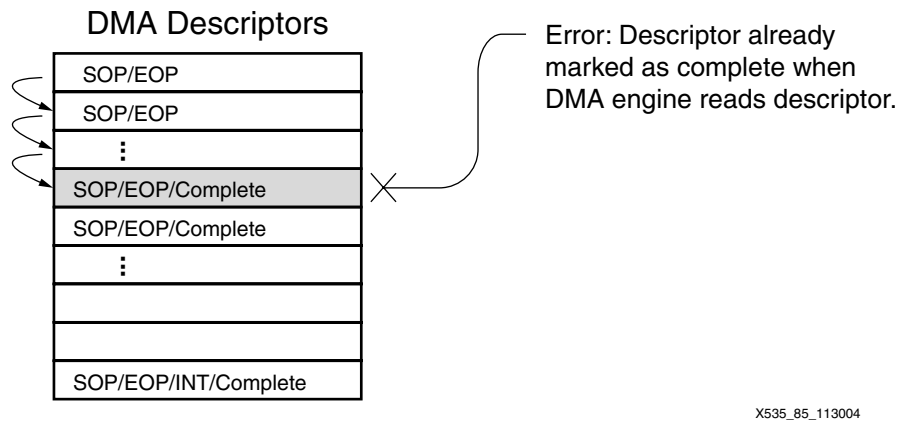 DMA Descriptors
SOP/EOP
SOP/EOP
⋮
SOP/EOP/Complete
SOP/EOP/Complete
⋮
SOP/EOP/INT/Complete
Error: Descriptor already
marked as complete when
DMA engine reads descriptor.
X535_85_113004